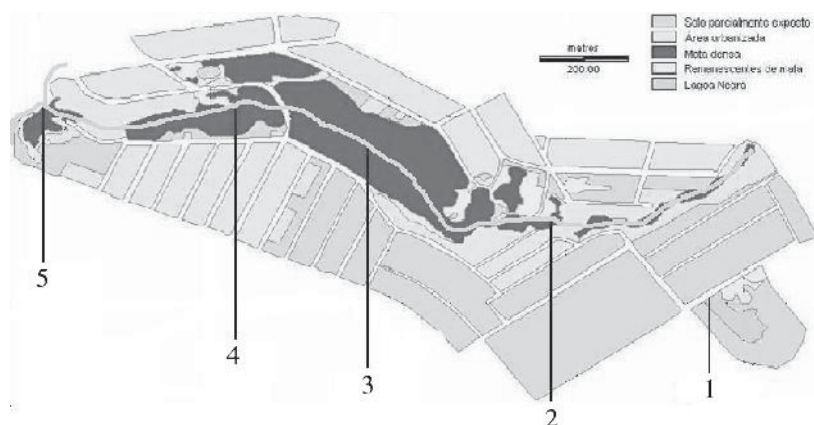 metros
200.00
Solo parcialmente exposto
Área urbanizada
Mata densa
Remanescentes de mata
Lagoa Negra
5
4
3
2
1